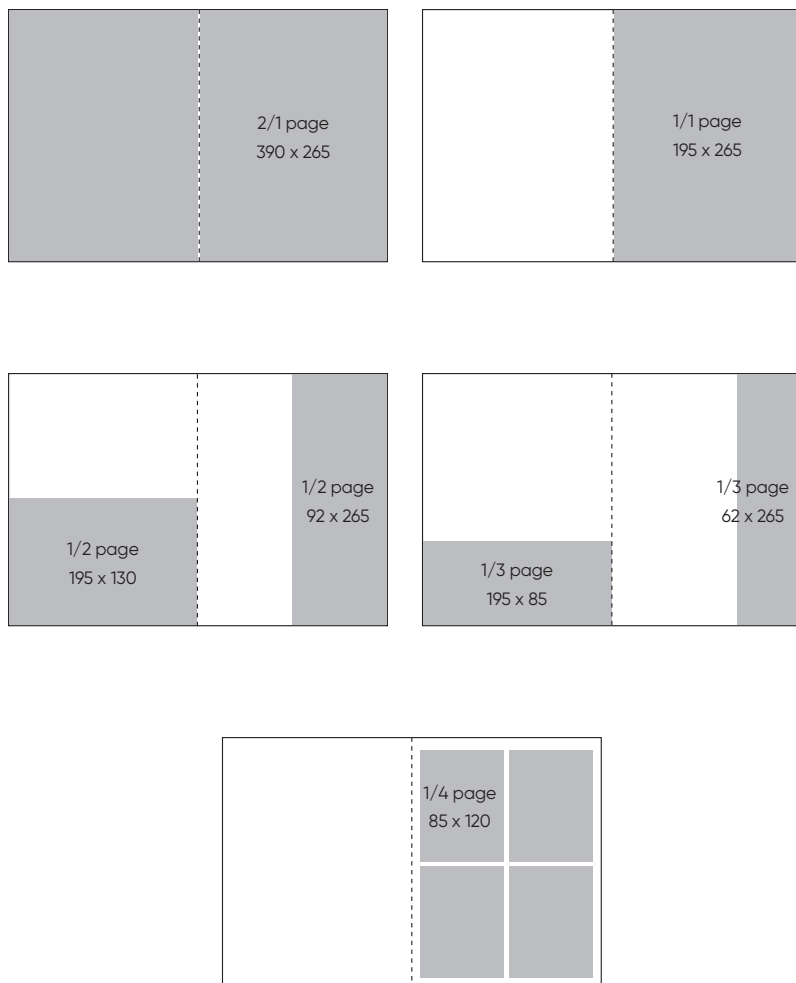 2/1 page
390 x 265
1/1 page
195 x 265
1/2 page
195 x 130
1/2 page
92 x 265
1/3 page
195 x 85
1/3 page
62 x 265
1/4 page
85 x 120